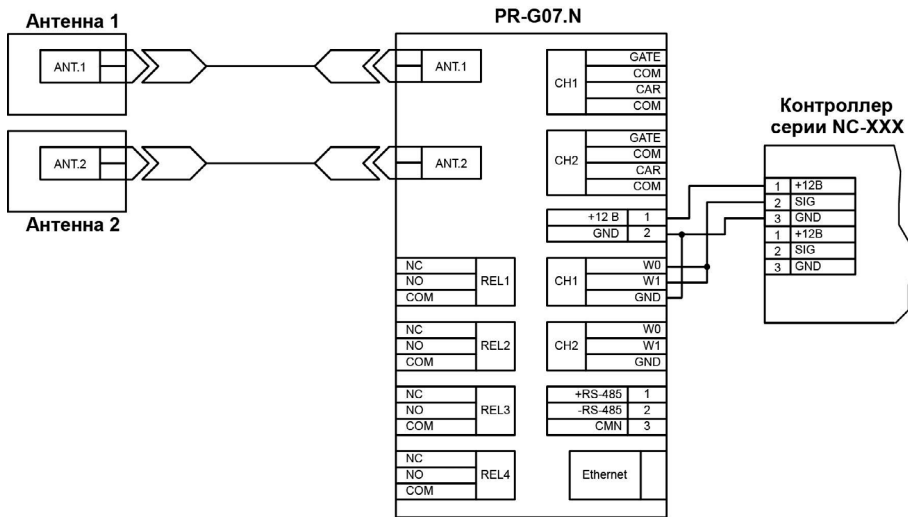 Антенна 1
ANT.1
ANT.2
Антенна 2
PR-G07.N
ANT.1
ANT.2
CH1
GATE
COM
CAR
COM
CH2
GATE
COM
CAR
COM
+12 В 1
GND 2
NC
NO
COM
REL1
CH1
W0
W1
GND
NC
NO
COM
REL2
CH2
W0
W1
GND
NC
NO
COM
REL3
+RS-485 1
-RS-485 2
CMN 3
NC
NO
COM
REL4
Ethernet
Контроллер
серии NC-XXX
1 +12В
2 SIG
3 GND
1 +12В
2 SIG
3 GND